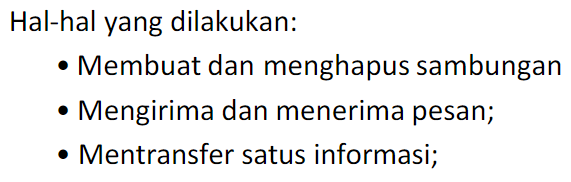 Hal-hal yang dilakukan:
• Membuat dan menghapus sambungan
• Mengirima dan menerima pesan;
• Mentransfer satus informasi;